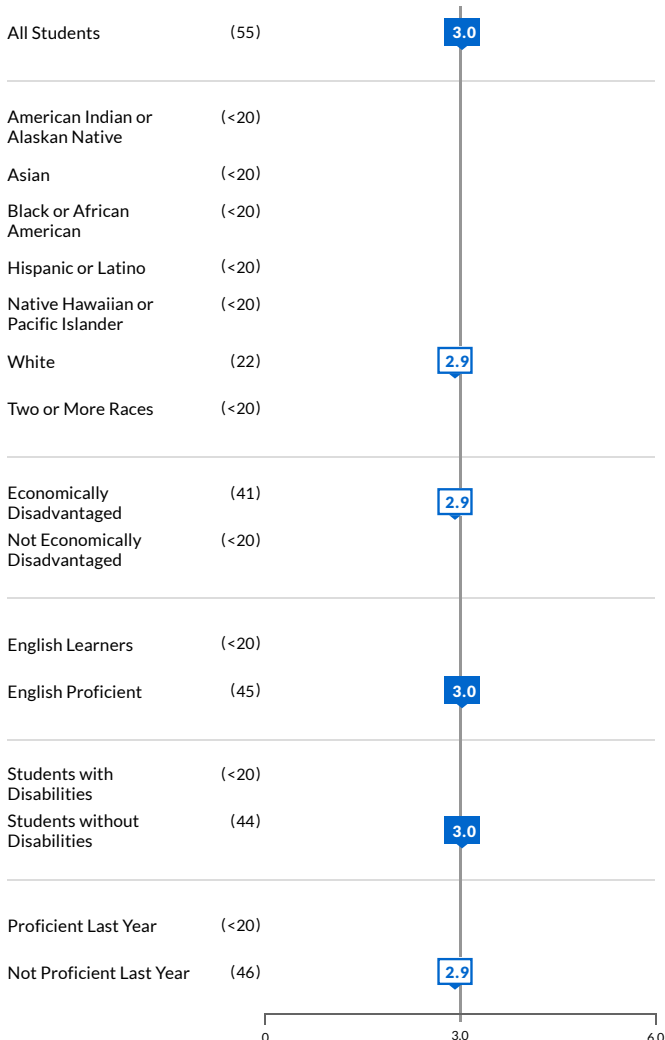 All Students (55) 3.0
American Indian or (<20)
Alaskan Native
Asian (<20)
Black or African (<20)
American
Hispanic or Latino (<20)
Native Hawaiian or (<20)
Pacific Islander
White (22) 2.9
Two or More Races (<20)
Economically (41) 2.9
Disadvantaged
Not Economically (<20)
Disadvantaged
English Learners (<20)
English Proficient (45) 3.0
Students with (<20)
Disabilities
Students without (44) 3.0
Disabilities
Proficient Last Year (<20)
Not Proficient Last Year (46) 2.9
0 3.0 6.0